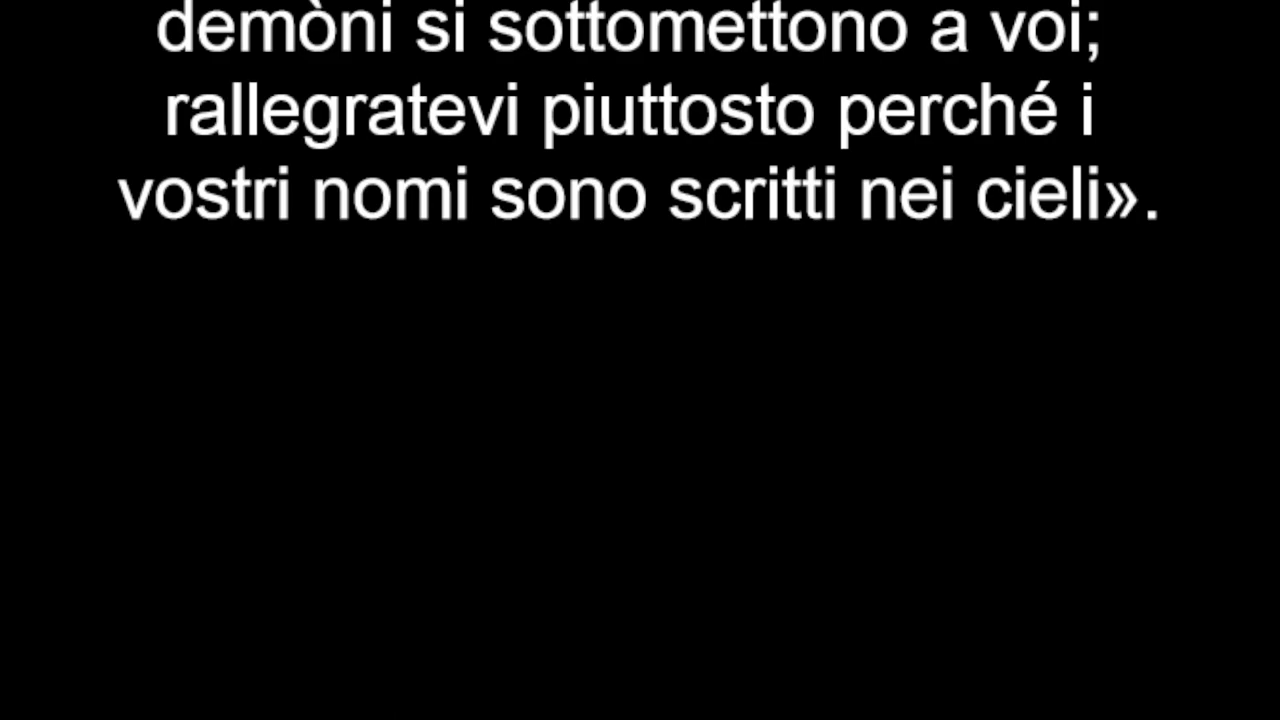 demòni si sottomettono a voi;
rallegratevi piuttosto perché i
vostri nomi sono scritti nei cieli».